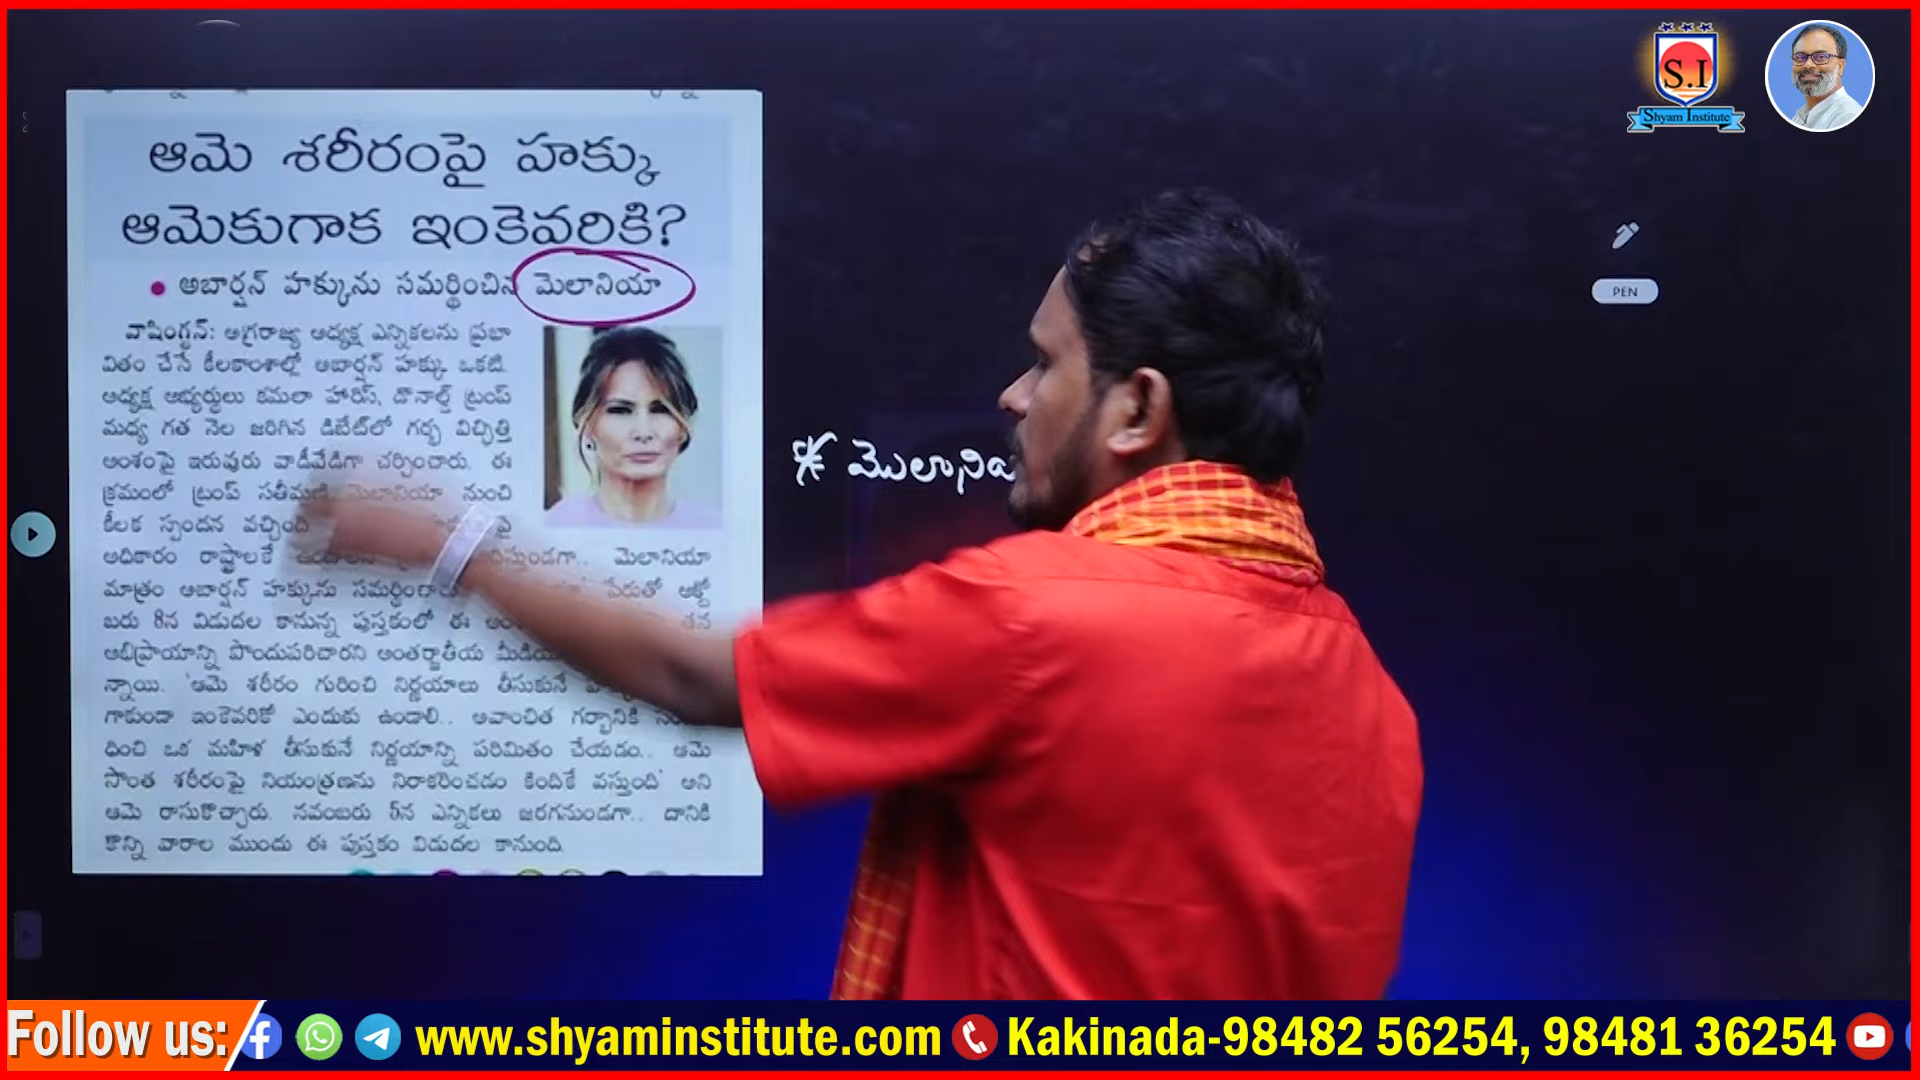 ఆమె శరీరంపై హక్కు
ఆమెకుగాక ఇంకెవరికి?
• అబార్షన్ హక్కును సమర్థించిన మెలానియా
వాషింగ్టన్: అగ్రరాజ్య అధ్యక్ష ఎన్నికలను ప్రభా
వితం చేసే కీలకాంశాల్లో అబార్షన్ హక్కు ఒకటి.
అధ్యక్ష అభ్యర్థులు కమలా హారిస్, డొనాల్డ్ ట్రంప్
మధ్య గత నెల జరిగిన డిబేట్‌లో గర్భ విచ్ఛిత్తి
అంశంపై ఇరువురు వాడీవేడిగా చర్చించారు. ఈ
క్రమంలో ట్రంప్ సతీమణి మెలానియా నుంచి
కీలక స్పందన వచ్చింది పై
అధికారం రాష్ట్రాలకే మెలానియా
మాత్రం అబార్షన్ హక్కును పేరుతో అక్టో
బరు 8న విడుదల కానున్న పుస్తకంలో ఈ తన
అభిప్రాయాన్ని పొందుపరిచారని అంతర్జాతీయ
న్నాయి. 'ఆమె శరీరం గురించి నిర్ణయాలు తీసుకునే
గాకుండా ఇంకెవరికో ఎందుకు ఉండాలి.. అవాంఛిత గర్భానికి
ధించి ఒక మహిళ తీసుకునే నిర్ణయాన్ని పరిమితం చేయడం.. ఆమె
సొంత శరీరంపై నియంత్రణను నిరాకరించడం కిందికే వస్తుంది' అని
ఆమె రాసుకొచ్చారు. నవంబరు 5న ఎన్నికలు జరగనుండగా.. దానికి
కొన్ని వారాల ముందు ఈ పుస్తకం విడుదల కానుంది.
S.I
Shyam Institute
PEN
Follow us: www.shyaminstitute.com Kakinada-98482 56254, 98481 36254